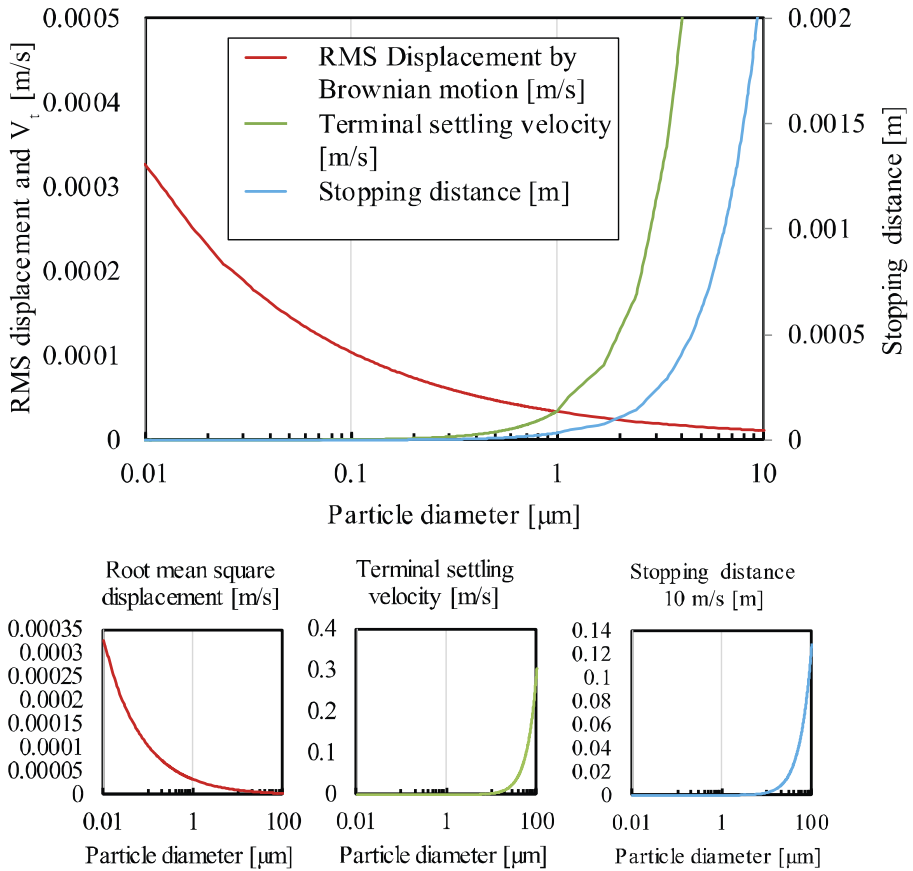 0.0005
0.0004
0.0003
0.0002
0.0001
0
RMS displacement and V t [m/s]
RMS Displacement by
Brownian motion [m/s]
Terminal settling velocity
[m/s]
Stopping distance [m]
0.002
0.0015
0.001
0.0005
0
Stopping distance [m]
0.01 0.1 1 10
Particle diameter [μm]
Root mean square
displacement [m/s]
0.00035
0.0003
0.00025
0.0002
0.00015
0.0001
0.00005
0
0.01 1 100
Particle diameter [μm]
Terminal settling
velocity [m/s]
0.4
0.3
0.2
0.1
0
0.01 1 100
Particle diameter [μm]
Stopping distance
10 m/s [m]
0.14
0.12
0.1
0.08
0.06
0.04
0.02
0
0.01 1 100
Particle diameter [μm]